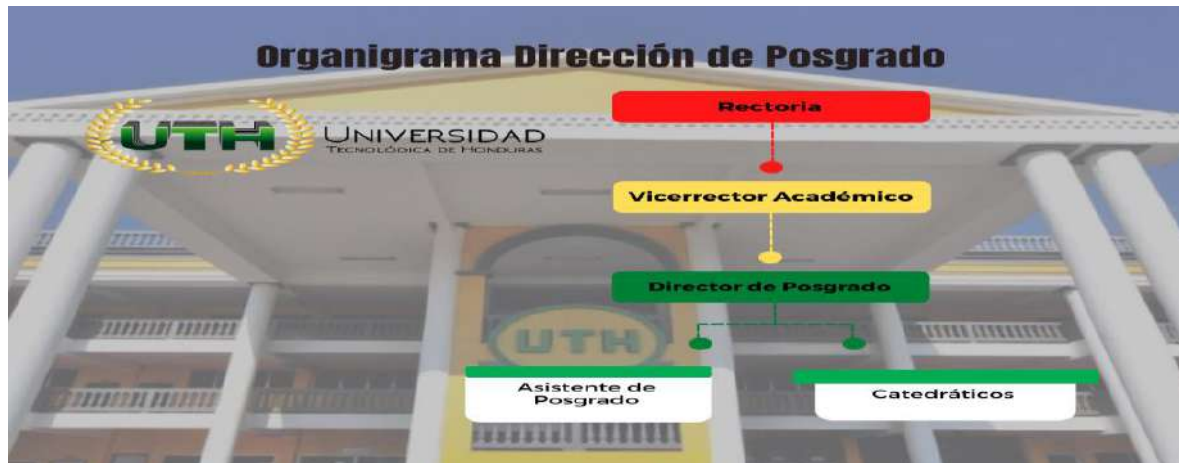 Organigrama Dirección de Posgrado
Rectoria
UTH
UNIVERSIDAD
TECNOLÓGICA DE HONDURAS
Vicerrector Académico
Director de Posgrado
UTH
Asistente de
Posgrado
Catedráticos